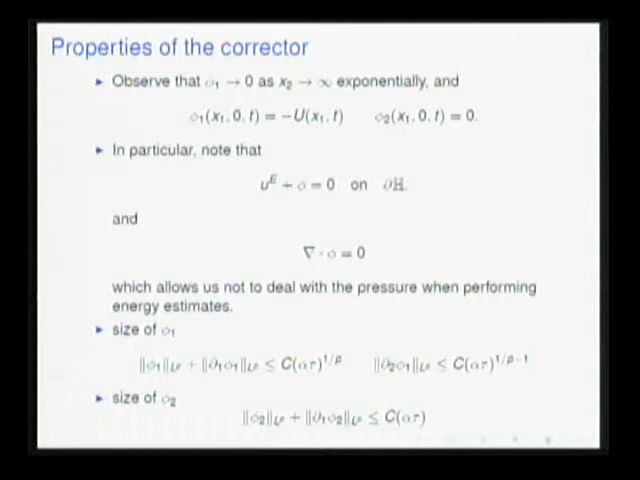 Properties of the corrector
▸ Observe that ϕ₁ → 0 as x₂ → ∞ exponentially, and
ϕ₁(x₁, 0, t) = −U(x₁, t) ϕ₂(x₁, 0, t) = 0.
▸ In particular, note that
u^E + ϕ = 0 on ∂ℍ.
and
∇ · ϕ = 0
which allows us not to deal with the pressure when performing
energy estimates.
▸ size of ϕ₁
‖ϕ₁‖_{L^p} + ‖∂₁ϕ₁‖_{L^p} ≤ C(ατ)^{1/p} ‖∂₂ϕ₁‖_{L^p} ≤ C(ατ)^{1/p−1}
▸ size of ϕ₂
‖ϕ₂‖_{L^p} + ‖∂₁ϕ₂‖_{L^p} ≤ C(ατ)